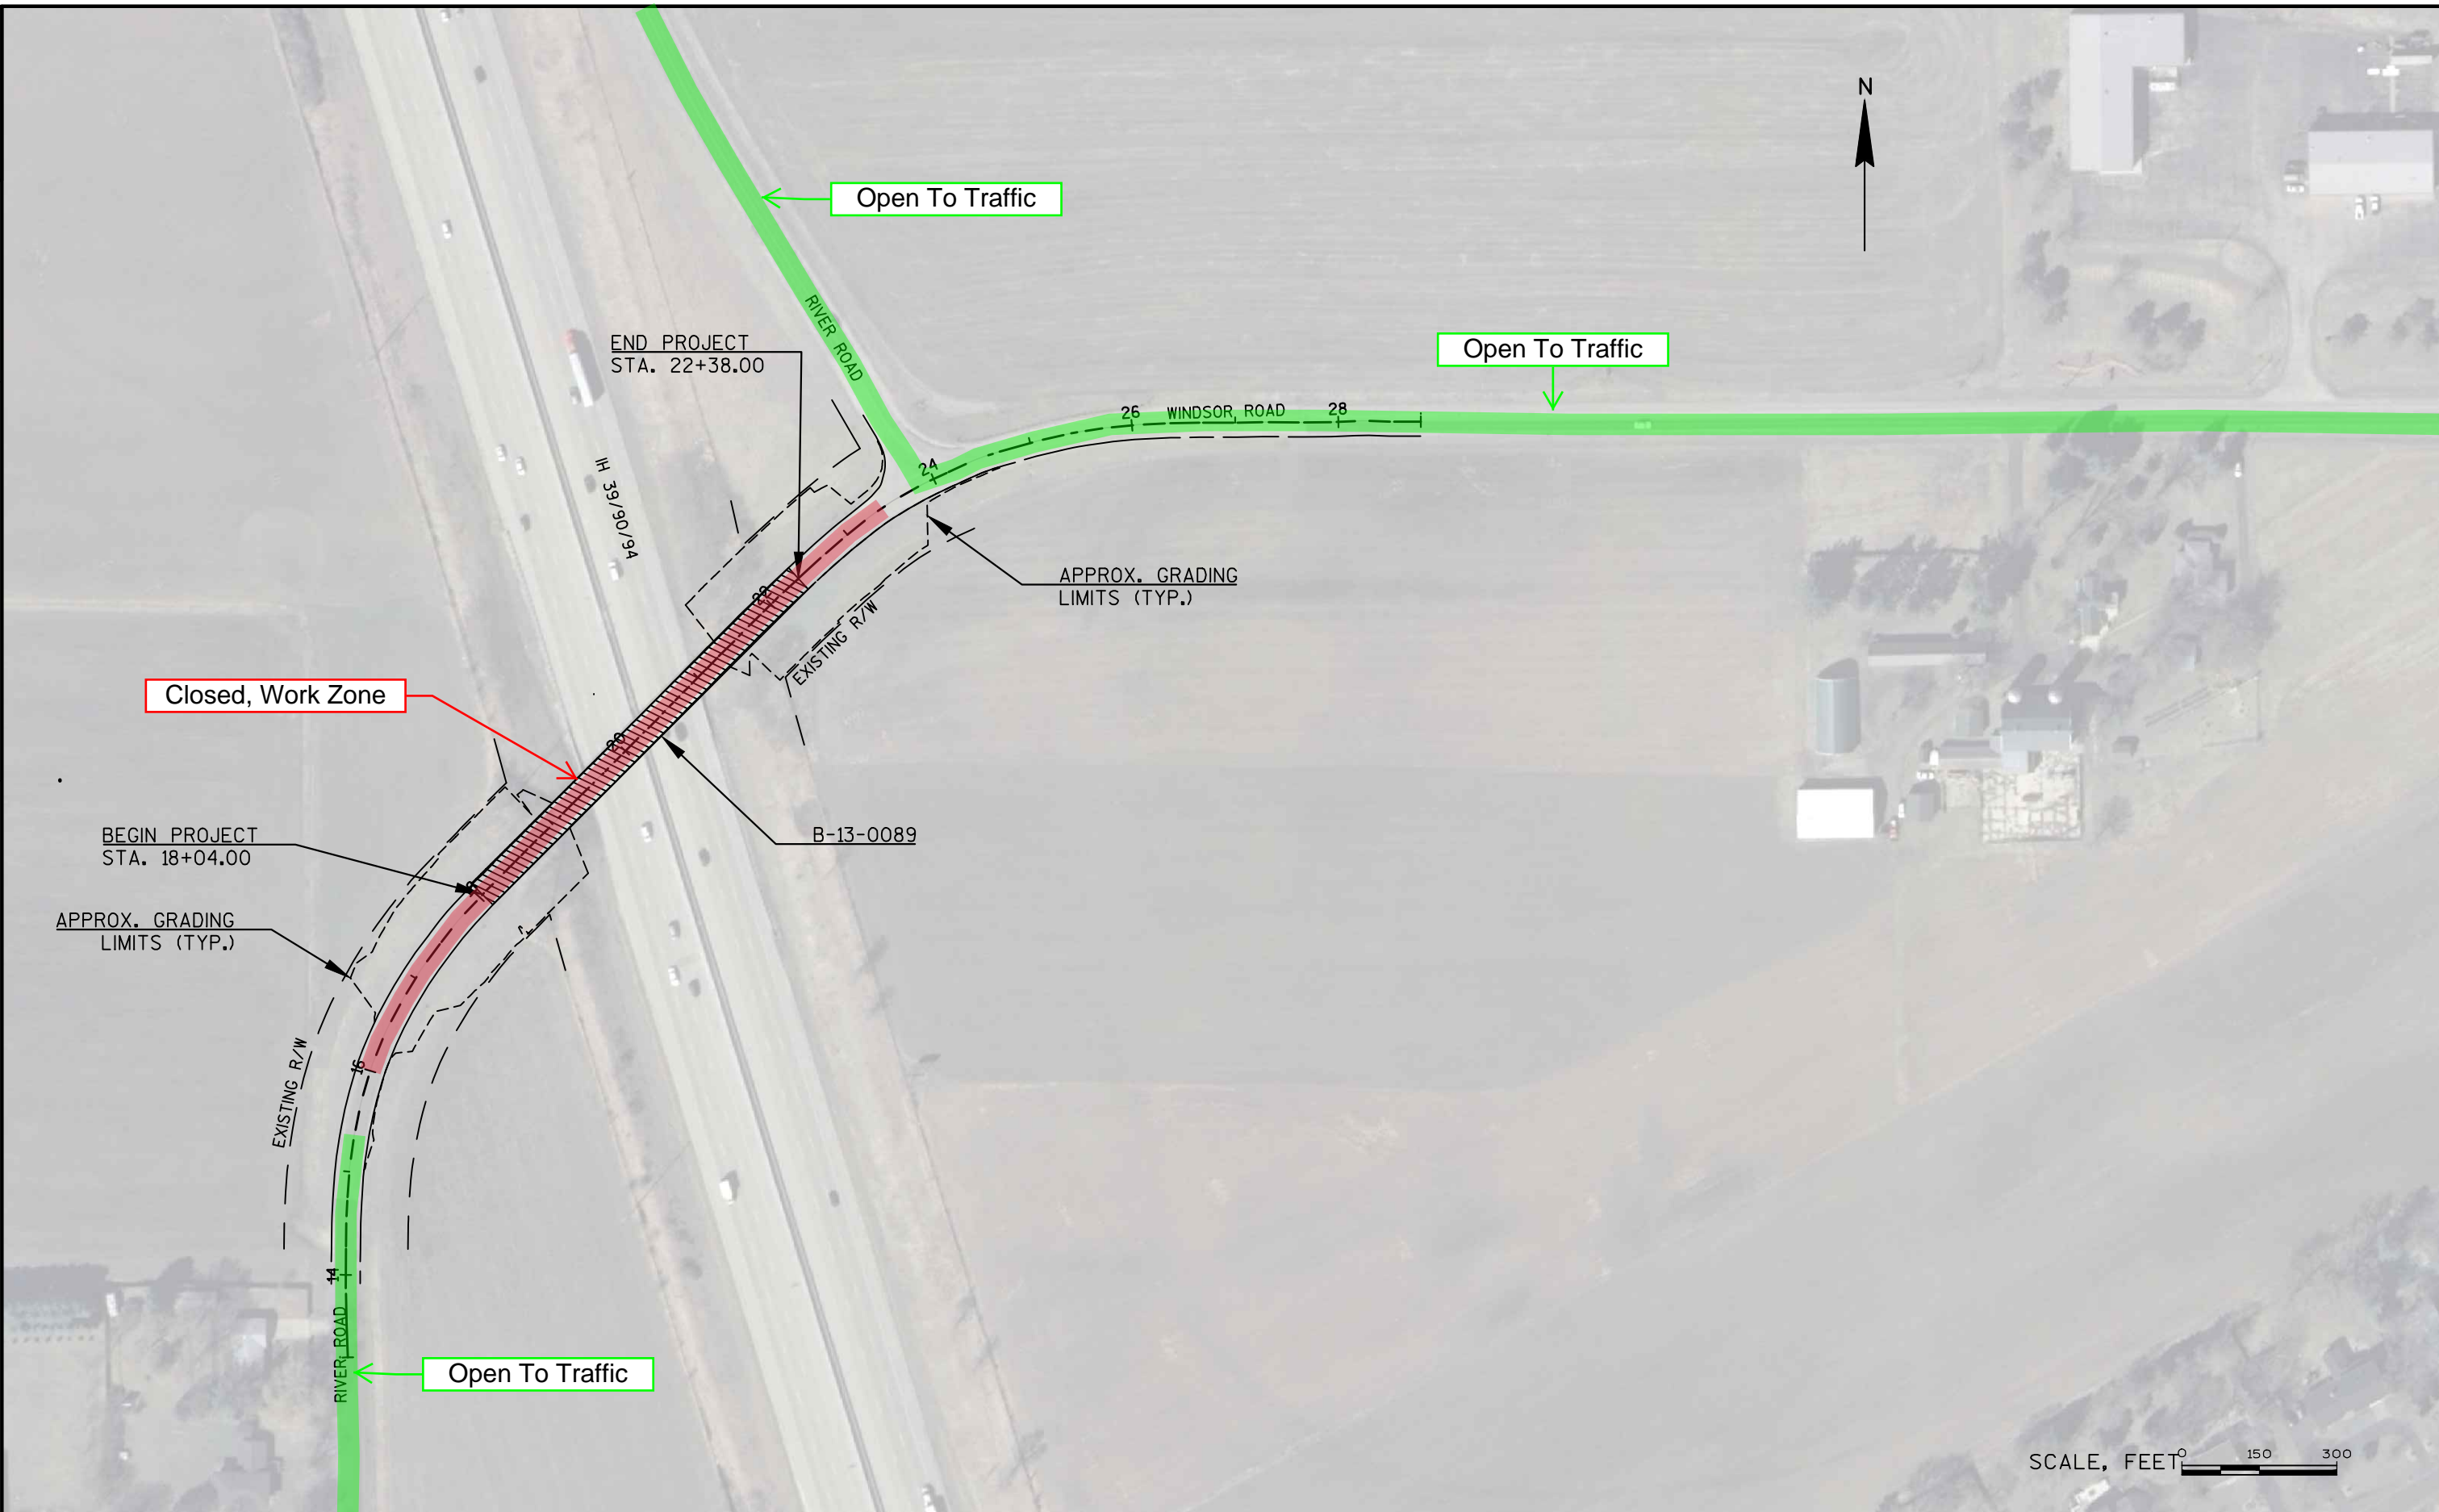 N
Open To Traffic
RIVER ROAD
END PROJECT
STA. 22+38.00
Open To Traffic
26
WINDSOR ROAD
28
24
IH 39/90/94
APPROX. GRADING
LIMITS (TYP.)
22
EXISTING R/W
Closed, Work Zone
20
B-13-0089
BEGIN PROJECT
STA. 18+04.00
APPROX. GRADING
LIMITS (TYP.)
16
EXISTING R/W
14
RIVER ROAD
Open To Traffic
SCALE, FEET
0 150 300